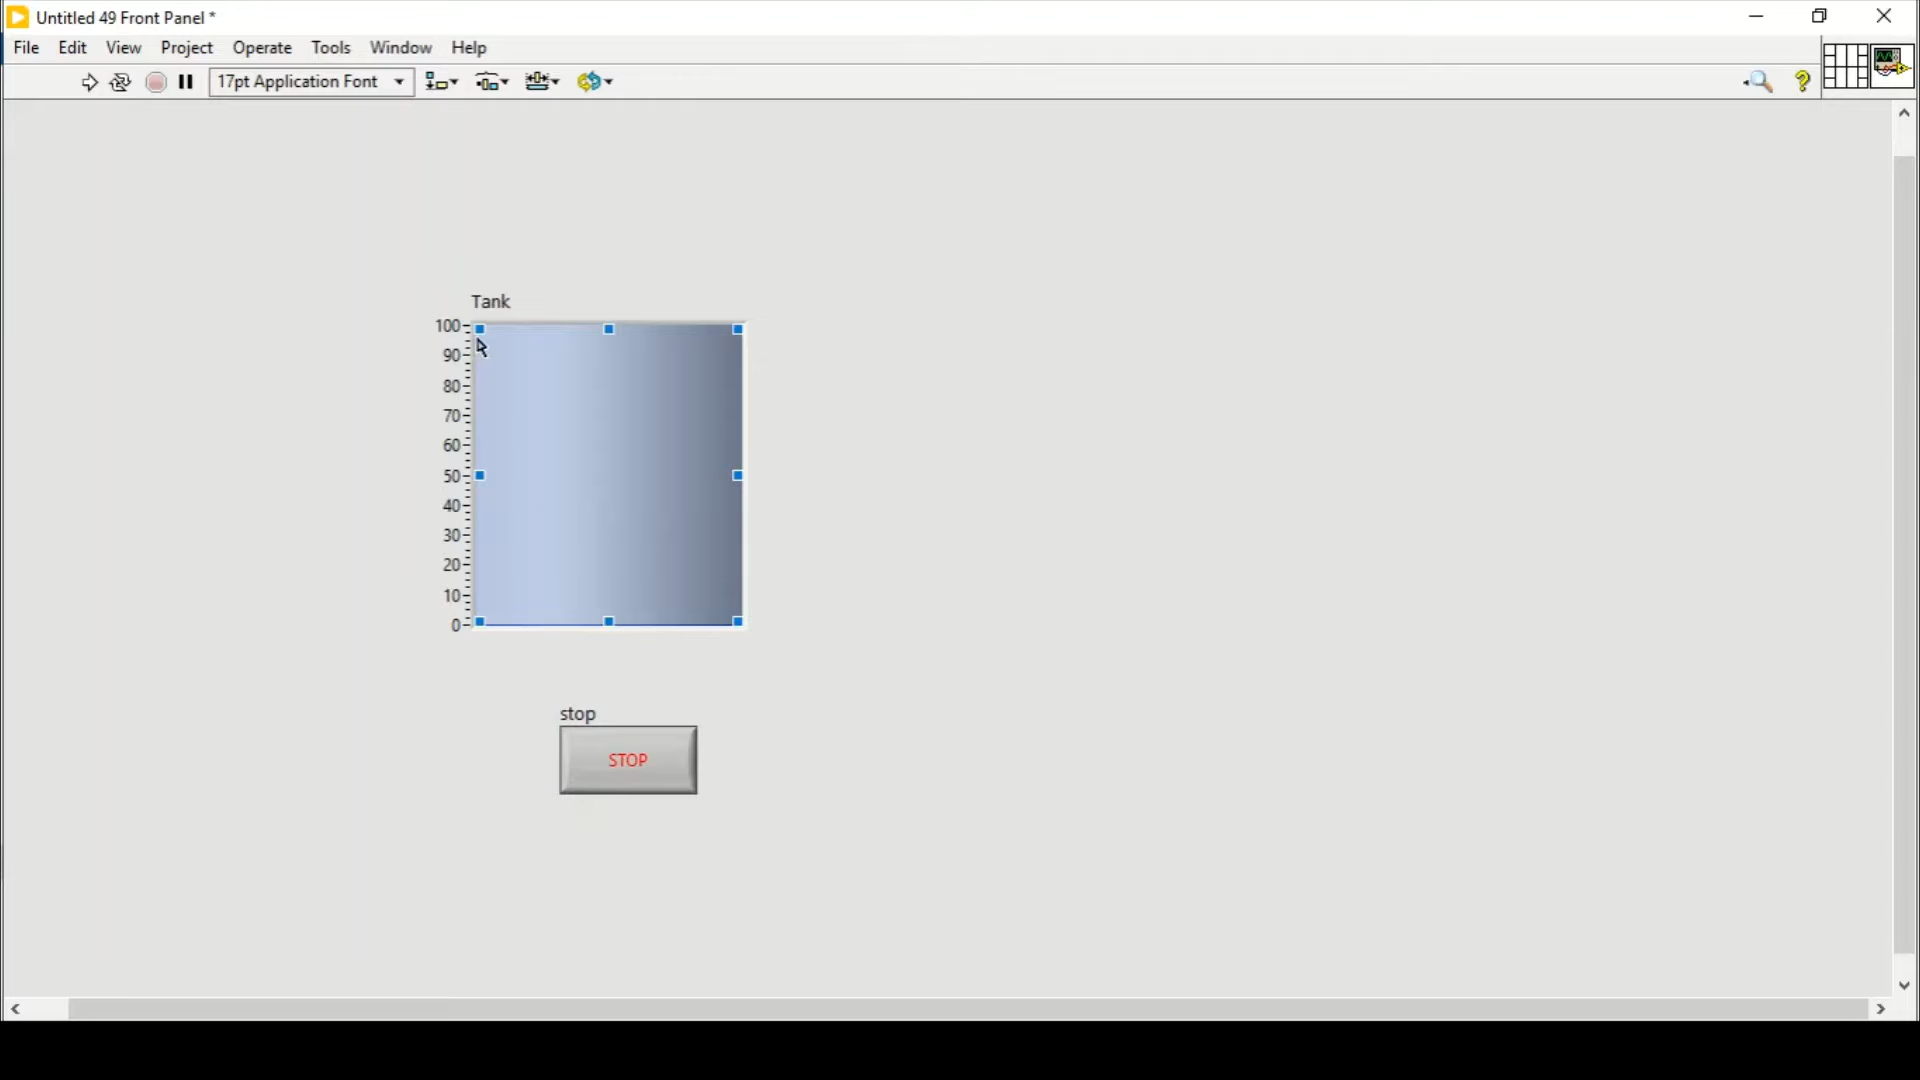 Untitled 49 Front Panel *
File Edit View Project Operate Tools Window Help
17pt Application Font
Tank
100
90
80
70
60
50
40
30
20
10
0
stop
STOP